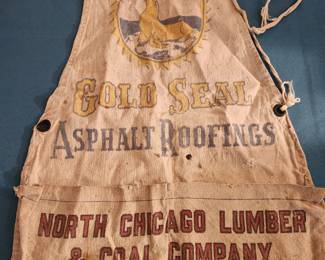 GOLD SEAL
ASPHALT ROOFINGS
NORTH CHICAGO LUMBER
& COAL COMPANY